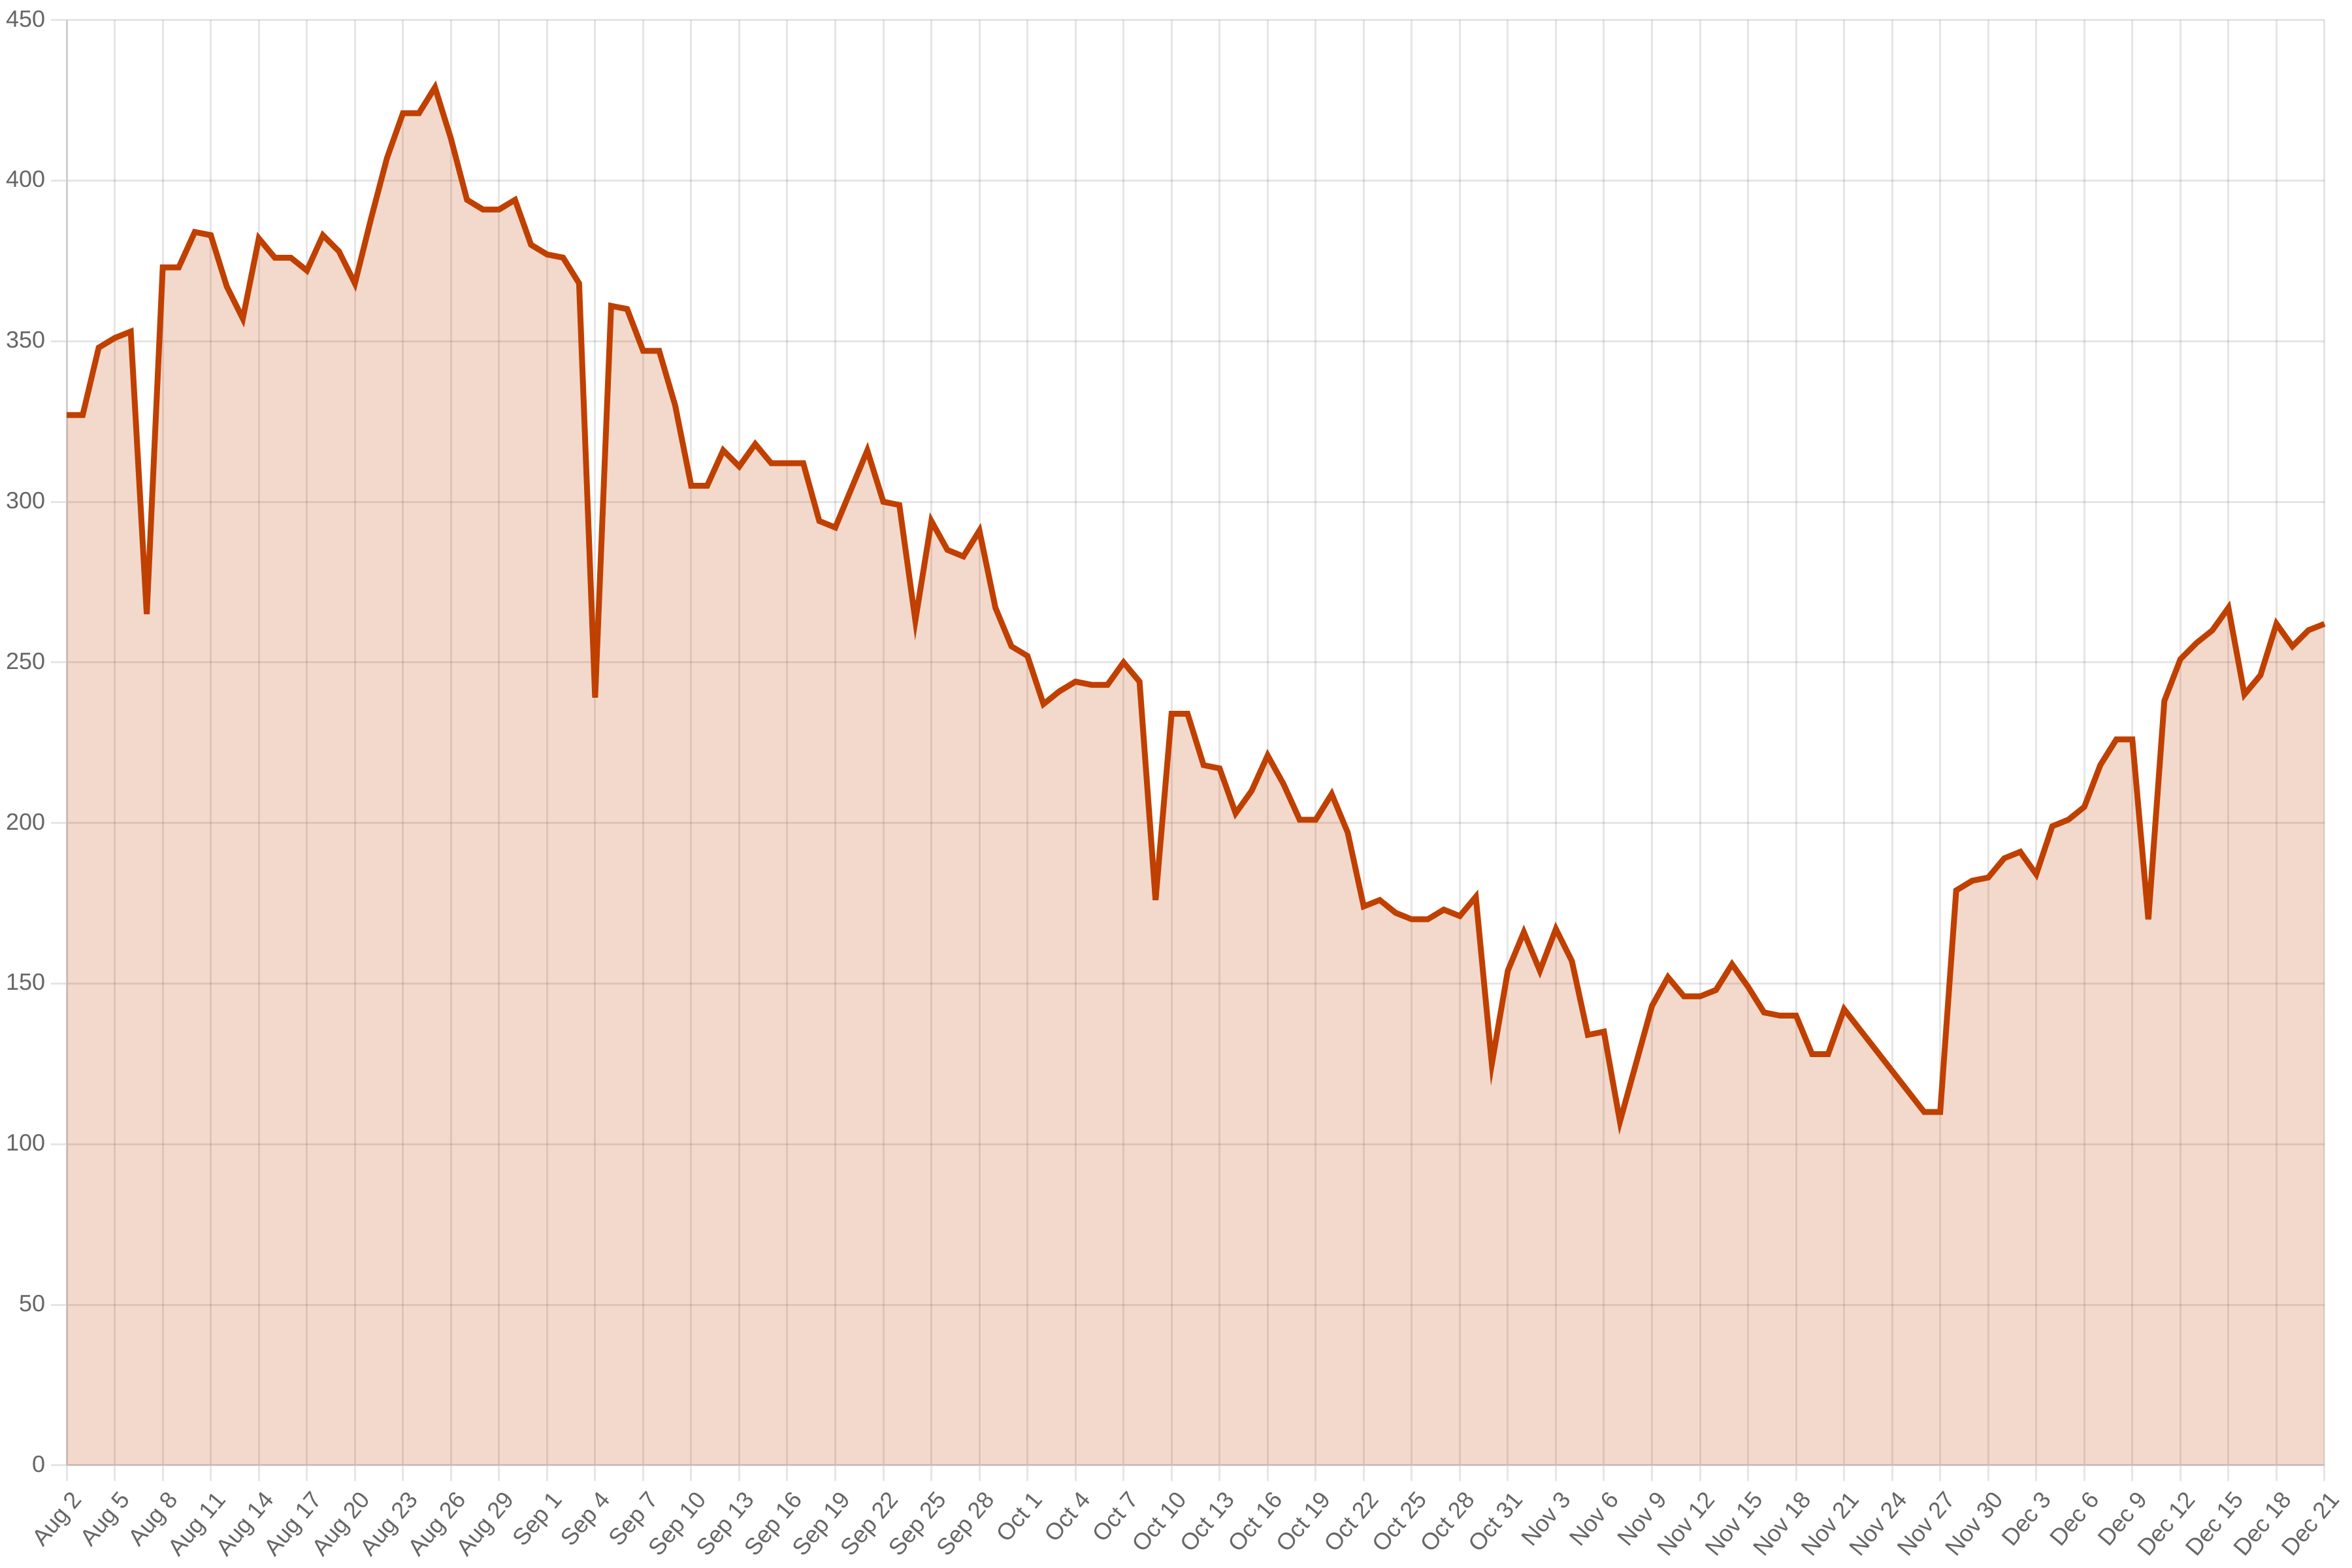 450
400
350
300
250
200
150
100
50
0
Aug 2
Aug 5
Aug 8
Aug 11
Aug 14
Aug 17
Aug 20
Aug 23
Aug 26
Aug 29
Sep 1
Sep 4
Sep 7
Sep 10
Sep 13
Sep 16
Sep 19
Sep 22
Sep 25
Sep 28
Oct 1
Oct 4
Oct 7
Oct 10
Oct 13
Oct 16
Oct 19
Oct 22
Oct 25
Oct 28
Oct 31
Nov 3
Nov 6
Nov 9
Nov 12
Nov 15
Nov 18
Nov 21
Nov 24
Nov 27
Nov 30
Dec 3
Dec 6
Dec 9
Dec 12
Dec 15
Dec 18
Dec 21